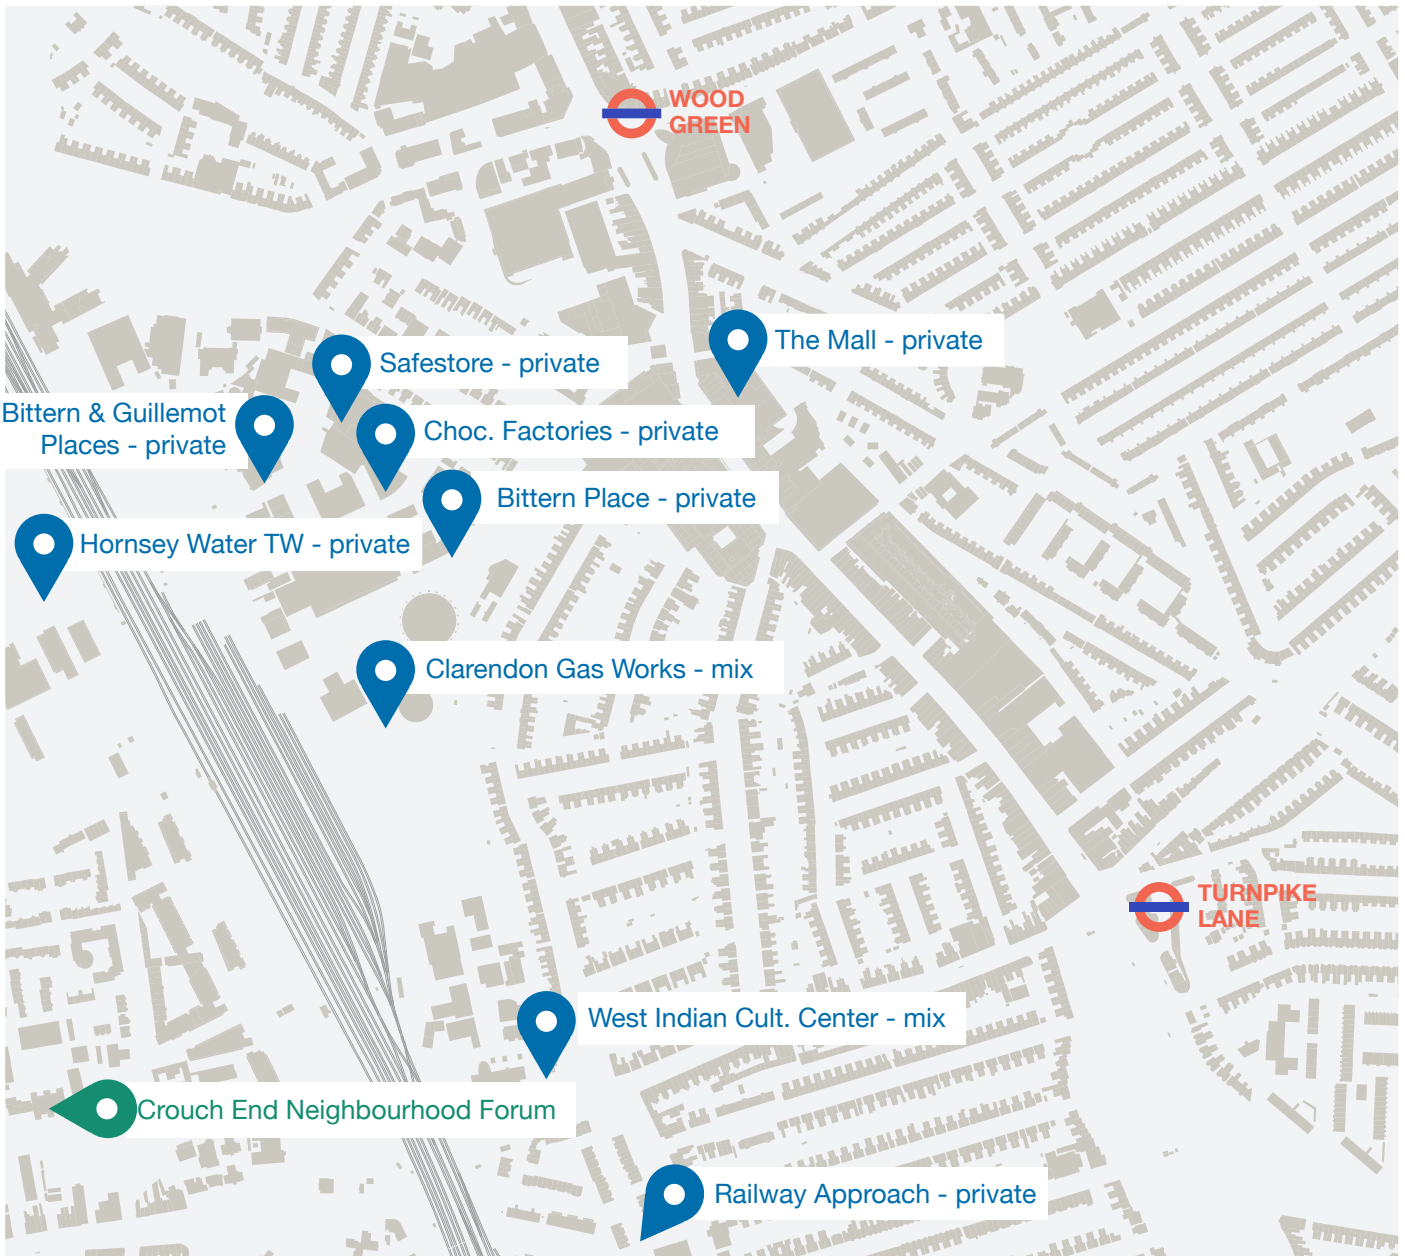 WOOD
GREEN
The Mall - private
Safestore - private
Bittern & Guillemot
Places - private
Choc. Factories - private
Bittern Place - private
Hornsey Water TW - private
Clarendon Gas Works - mix
TURNPIKE
LANE
West Indian Cult. Center - mix
Crouch End Neighbourhood Forum
Railway Approach - private